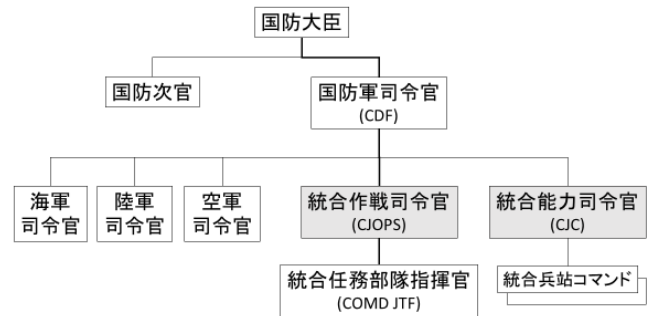 国防大臣
国防次官
国防軍司令官
(CDF)
海軍
司令官
陸軍
司令官
空軍
司令官
統合作戦司令官
(CJOPS)
統合能力司令官
(CJC)
統合任務部隊指揮官
(COMD JTF)
統合兵站コマンド